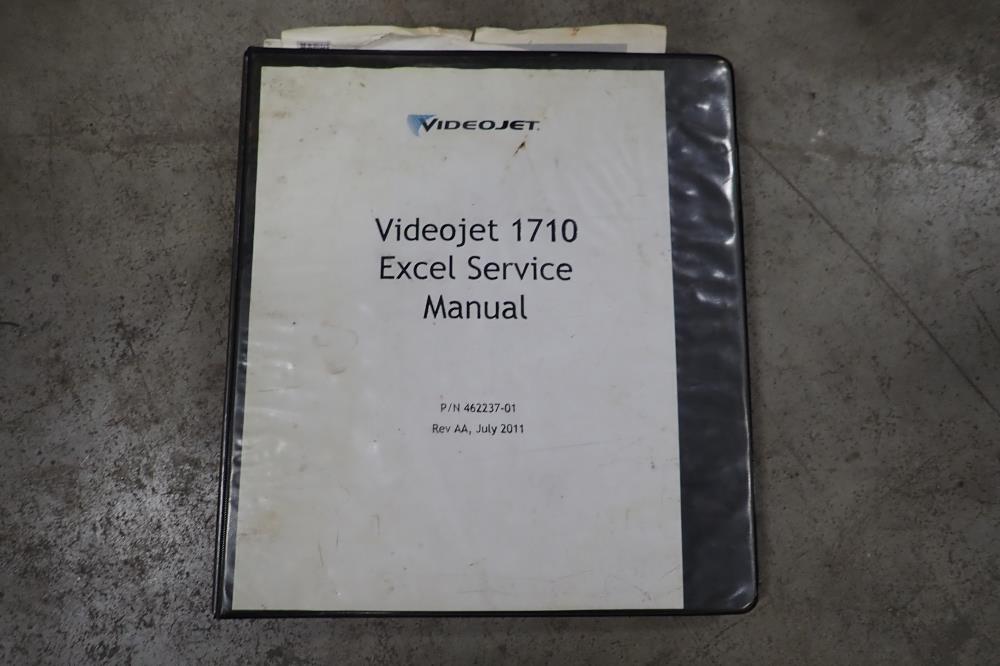 VIDEOJET
Videojet 1710
Excel Service
Manual
P/N 462237-01
Rev AA, July 2011